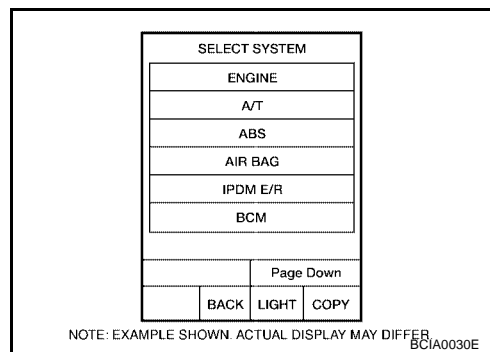 SELECT SYSTEM
ENGINE
A/T
ABS
AIR BAG
IPDM E/R
BCM
Page Down
BACK LIGHT COPY
NOTE: EXAMPLE SHOWN. ACTUAL DISPLAY MAY DIFFER
BCIA0030E